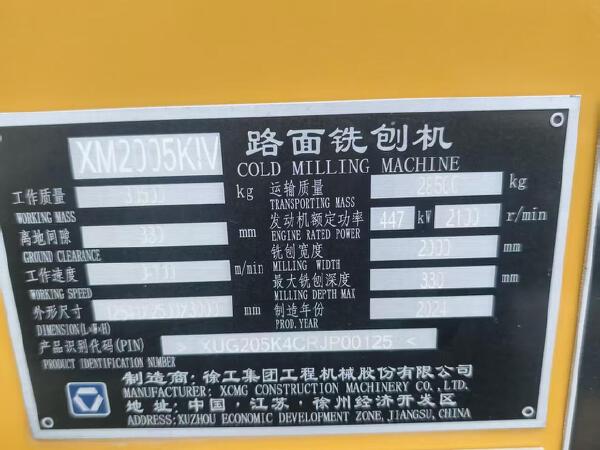 XM2005KIV 路面铣刨机
COLD MILLING MACHINE
工作质量 kg 运输质量 kg
WORKING MASS TRANSPORTING MASS
离地间隙 mm 发动机额定功率 447 kW 2100 r/min
GROUND CLEARANCE ENGINE RATED POWER
工作速度 m/min 铣刨宽度 2000 mm
WORKING SPEED MILLING WIDTH
外形尺寸 mm 最大铣刨深度 330 mm
DIMENSION(L×W×H) MILLING DEPTH MAX
制造年份 2024
PROD. YEAR
产品识别代码(PIN) > XUG205K4CRJP00125 <
PRODUCT IDENTIFICATION NUMBER
制造商: 徐工集团工程机械股份有限公司
MANUFACTURER: XCMG CONSTRUCTION MACHINERY CO., LTD.
地 址: 中国·江苏·徐州经济开发区
ADDRESS: XUZHOU ECONOMIC DEVELOPMENT ZONE, JIANGSU, CHINA